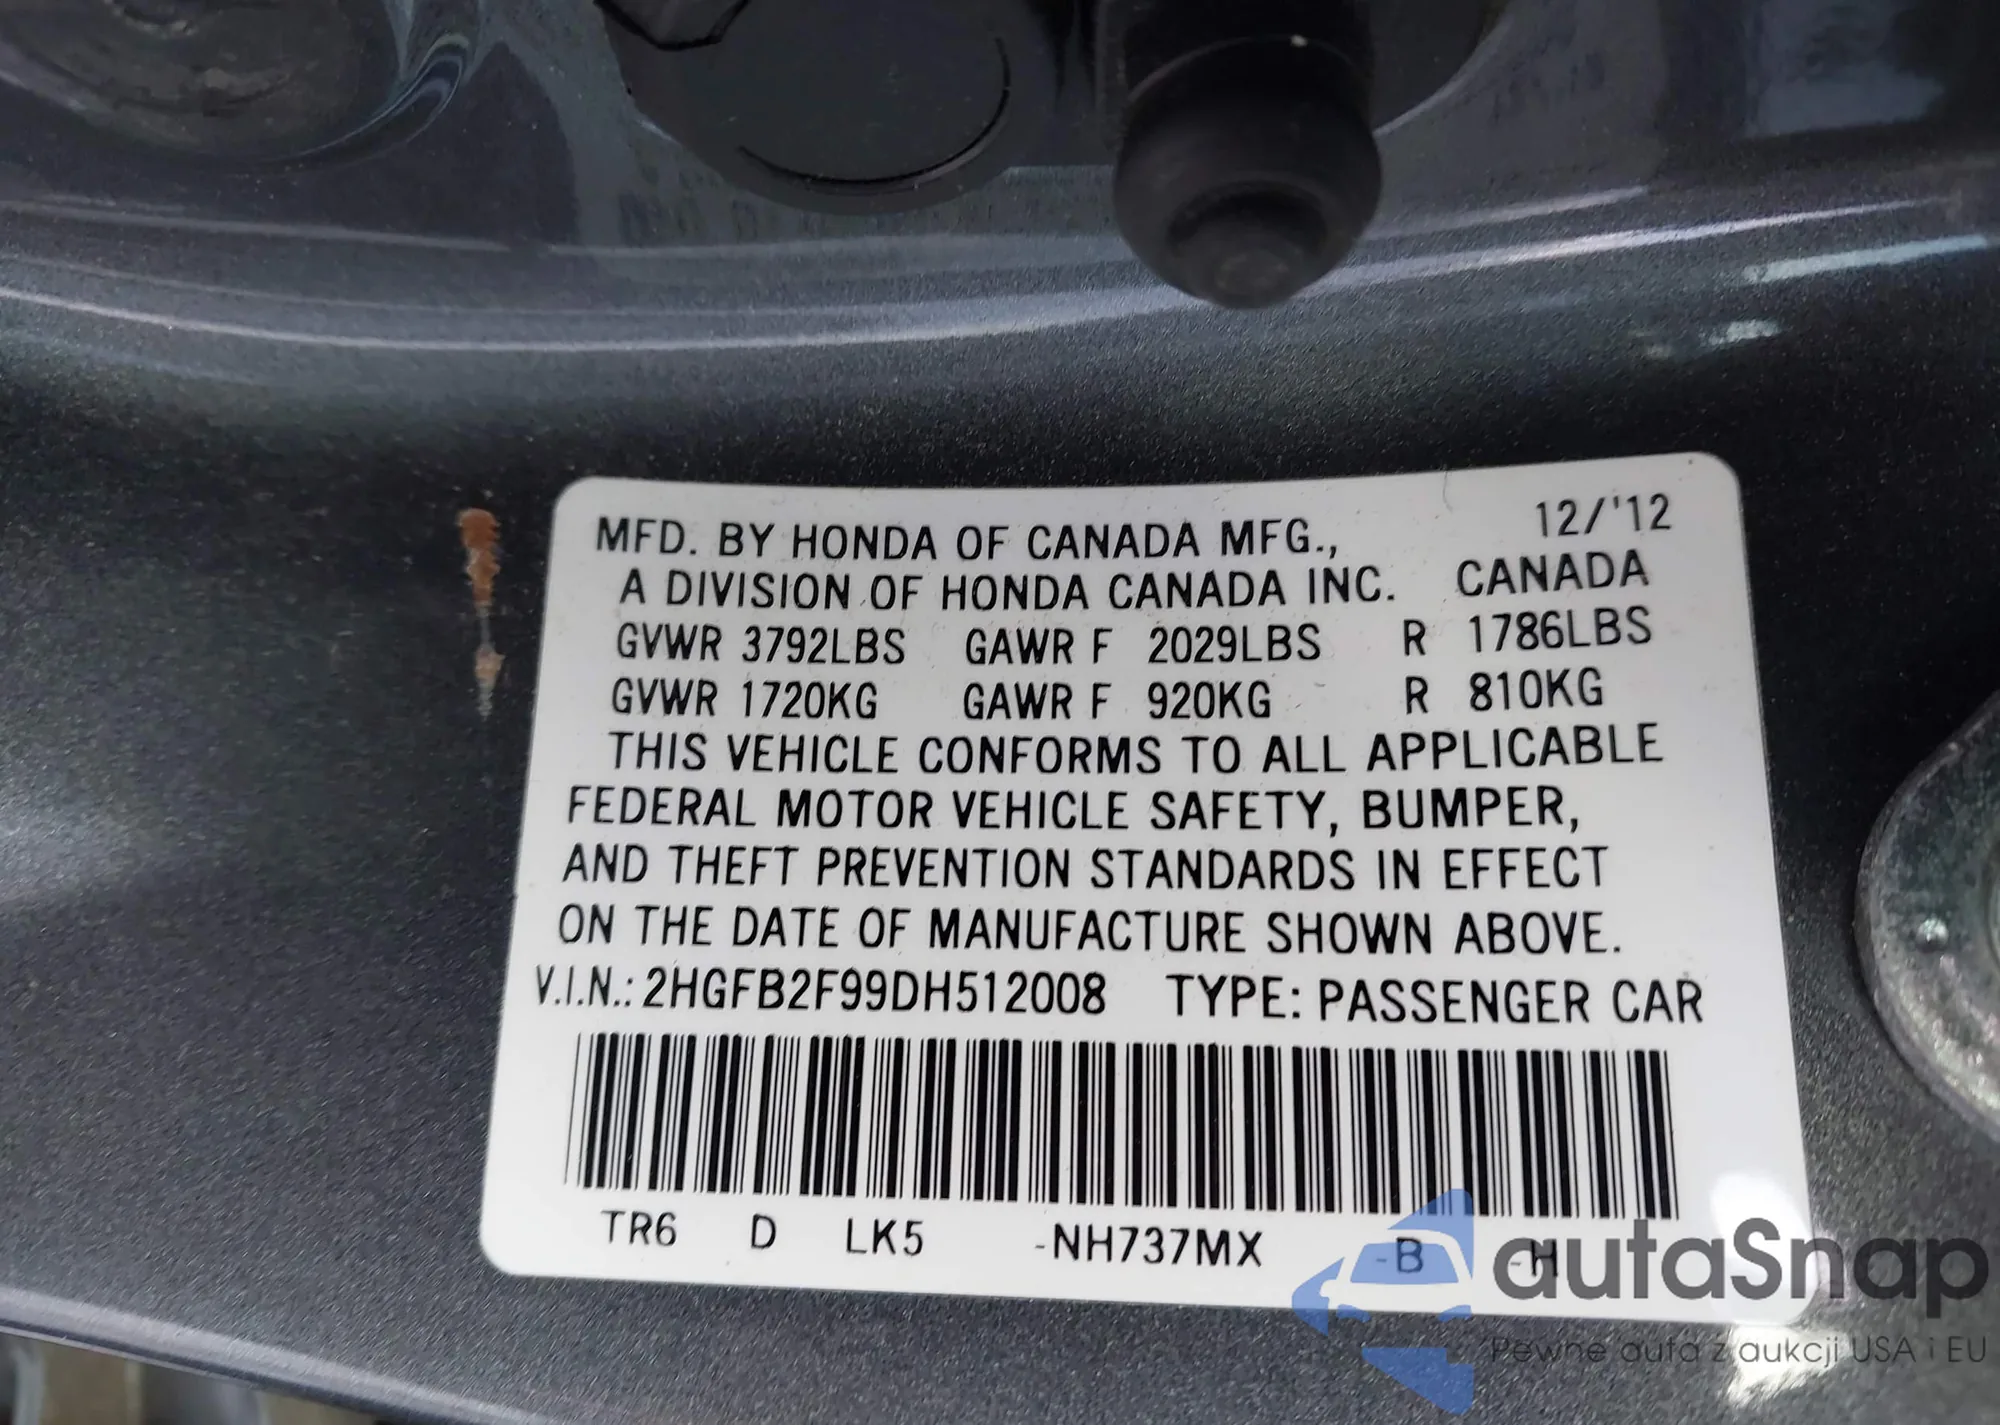 MFD. BY HONDA OF CANADA MFG., 12/'12
A DIVISION OF HONDA CANADA INC. CANADA
GVWR 3792LBS GAWR F 2029LBS R 1786LBS
GVWR 1720KG GAWR F 920KG R 810KG
THIS VEHICLE CONFORMS TO ALL APPLICABLE
FEDERAL MOTOR VEHICLE SAFETY, BUMPER,
AND THEFT PREVENTION STANDARDS IN EFFECT
ON THE DATE OF MANUFACTURE SHOWN ABOVE.
V.I.N.: 2HGFB2F99DH512008 TYPE: PASSENGER CAR
TR6 D LK5 -NH737MX -B -H
autaSnap
Pewne auta z aukcji USA i EU